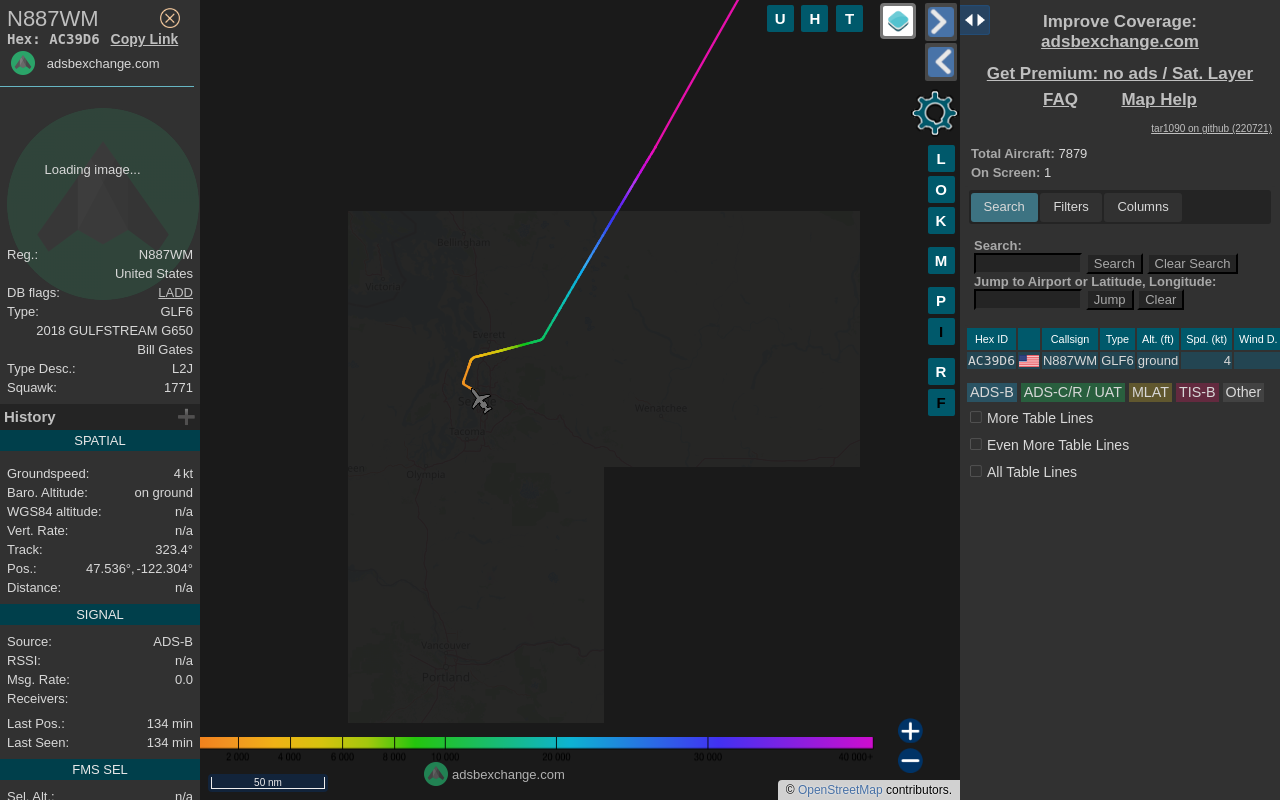 N887WM
Hex: AC39D6 Copy Link
adsbexchange.com
Loading image...
Reg.: N887WM
United States
DB flags: LADD
Type: GLF6
2018 GULFSTREAM G650
Bill Gates
Type Desc.: L2J
Squawk: 1771
History
SPATIAL
Groundspeed: 4 kt
Baro. Altitude: on ground
WGS84 altitude: n/a
Vert. Rate: n/a
Track: 323.4°
Pos.: 47.536°, -122.304°
Distance: n/a
SIGNAL
Source: ADS-B
RSSI: n/a
Msg. Rate: 0.0
Receivers:
Last Pos.: 134 min
Last Seen: 134 min
FMS SEL
Sel. Alt.: n/a
U H T
L
O
K
M
P
I
R
F
Bellingham
Victoria
Everett
Tacoma
Olympia
Wenatchee
Vancouver
Portland
2 000 4 000 6 000 8 000 10 000 20 000 30 000 40 000+
50 nm
adsbexchange.com
© OpenStreetMap contributors.
Improve Coverage:
adsbexchange.com
Get Premium: no ads / Sat. Layer
FAQ Map Help
tar1090 on github (220721)
Total Aircraft: 7879
On Screen: 1
Search Filters Columns
Search:
Search Clear Search
Jump to Airport or Latitude, Longitude:
Jump Clear
Hex ID Callsign Type Alt. (ft) Spd. (kt) Wind D.
AC39D6 N887WM GLF6 ground 4
ADS-B ADS-C/R / UAT MLAT TIS-B Other
More Table Lines
Even More Table Lines
All Table Lines